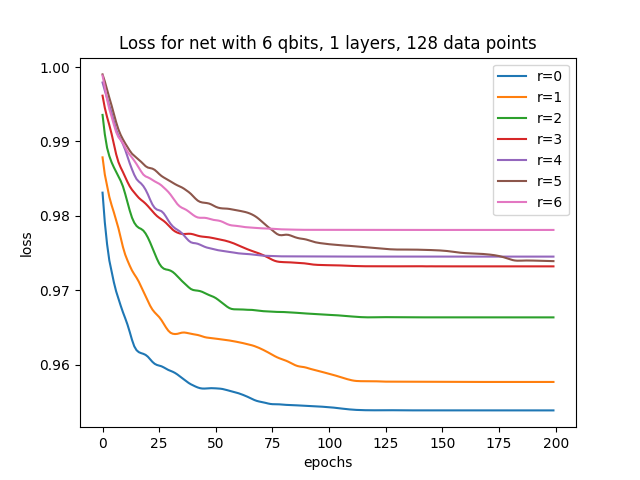 Loss for net with 6 qbits, 1 layers, 128 data points
1.00
0.99
0.98
0.97
0.96
loss
r=0
r=1
r=2
r=3
r=4
r=5
r=6
0 25 50 75 100 125 150 175 200
epochs